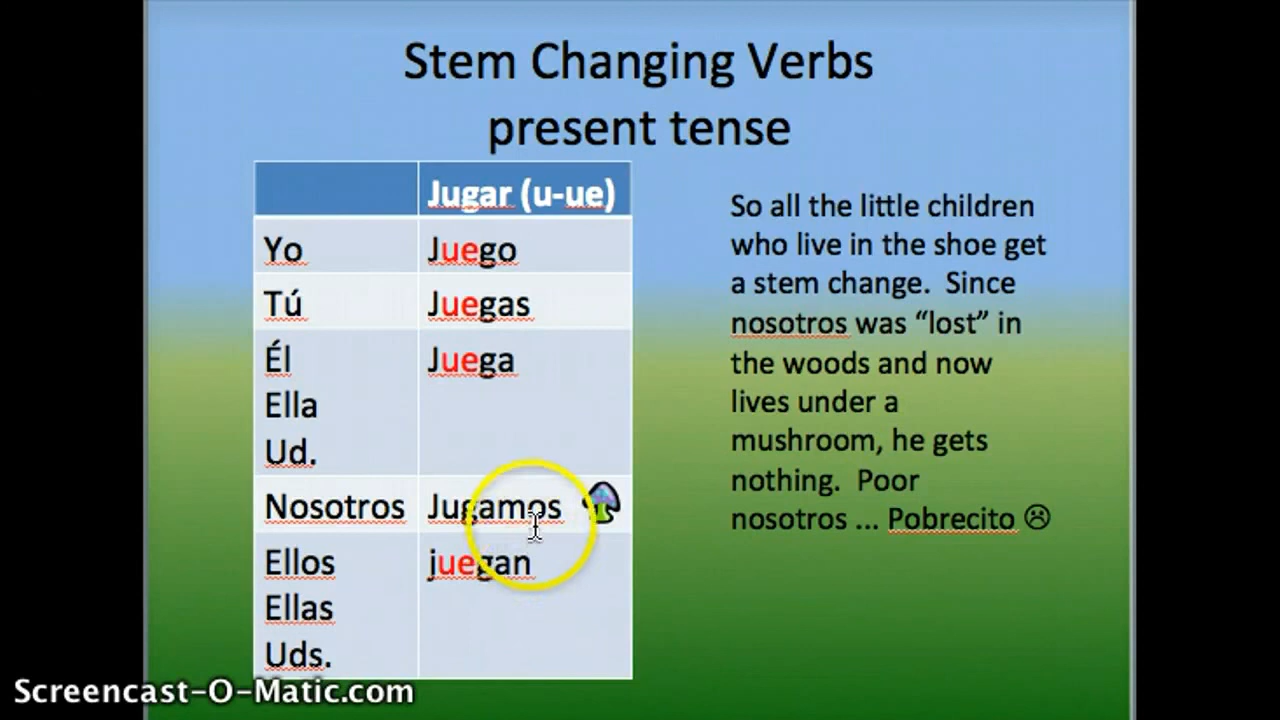 Stem Changing Verbs
present tense
Jugar (u-ue)
Yo Juego
Tú Juegas
Él Juega
Ella
Ud.
Nosotros Jugamos
Ellos juegan
Ellas
Uds.
So all the little children
who live in the shoe get
a stem change. Since
nosotros was “lost” in
the woods and now
lives under a
mushroom, he gets
nothing. Poor
nosotros ... Pobrecito ☹
Screencast-O-Matic.com